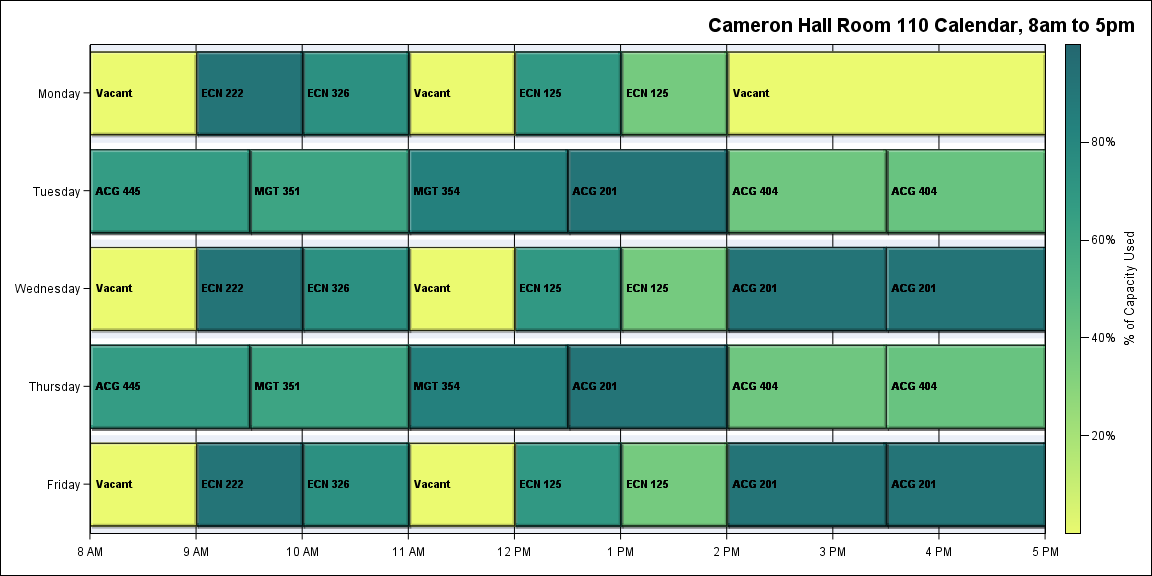 Cameron Hall Room 110 Calendar, 8am to 5pm
Monday
Vacant
ECN 222
ECN 326
Vacant
ECN 125
ECN 125
Vacant
Tuesday
ACG 445
MGT 351
MGT 354
ACG 201
ACG 404
ACG 404
Wednesday
Vacant
ECN 222
ECN 326
Vacant
ECN 125
ECN 125
ACG 201
ACG 201
Thursday
ACG 445
MGT 351
MGT 354
ACG 201
ACG 404
ACG 404
Friday
Vacant
ECN 222
ECN 326
Vacant
ECN 125
ECN 125
ACG 201
ACG 201
8 AM
9 AM
10 AM
11 AM
12 PM
1 PM
2 PM
3 PM
4 PM
5 PM
80%
60%
40%
20%
% of Capacity Used